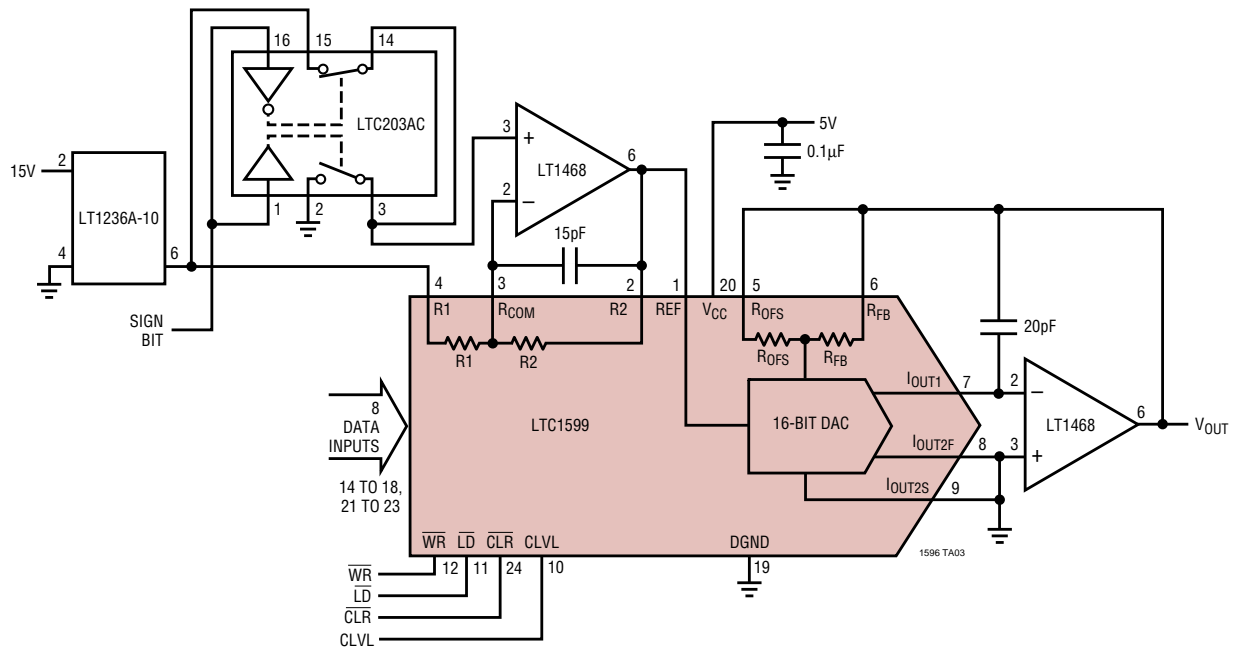 16
15
14
LTC203AC
1
2
3
15V
2
LT1236A-10
4
6
SIGN
BIT
3
+
LT1468
2
–
6
15pF
5V
0.1µF
4
3
2
1
20
5
6
R1
RCOM
R2
REF
VCC
ROFS
RFB
R1
R2
ROFS
RFB
20pF
8
DATA
INPUTS
14 TO 18,
21 TO 23
LTC1599
16-BIT DAC
IOUT1
7
IOUT2F
8
IOUT2S
9
2
–
LT1468
3
+
6
VOUT
WR
LD
CLR
CLVL
DGND
12
11
24
10
19
WR
LD
CLR
CLVL
1596 TA03